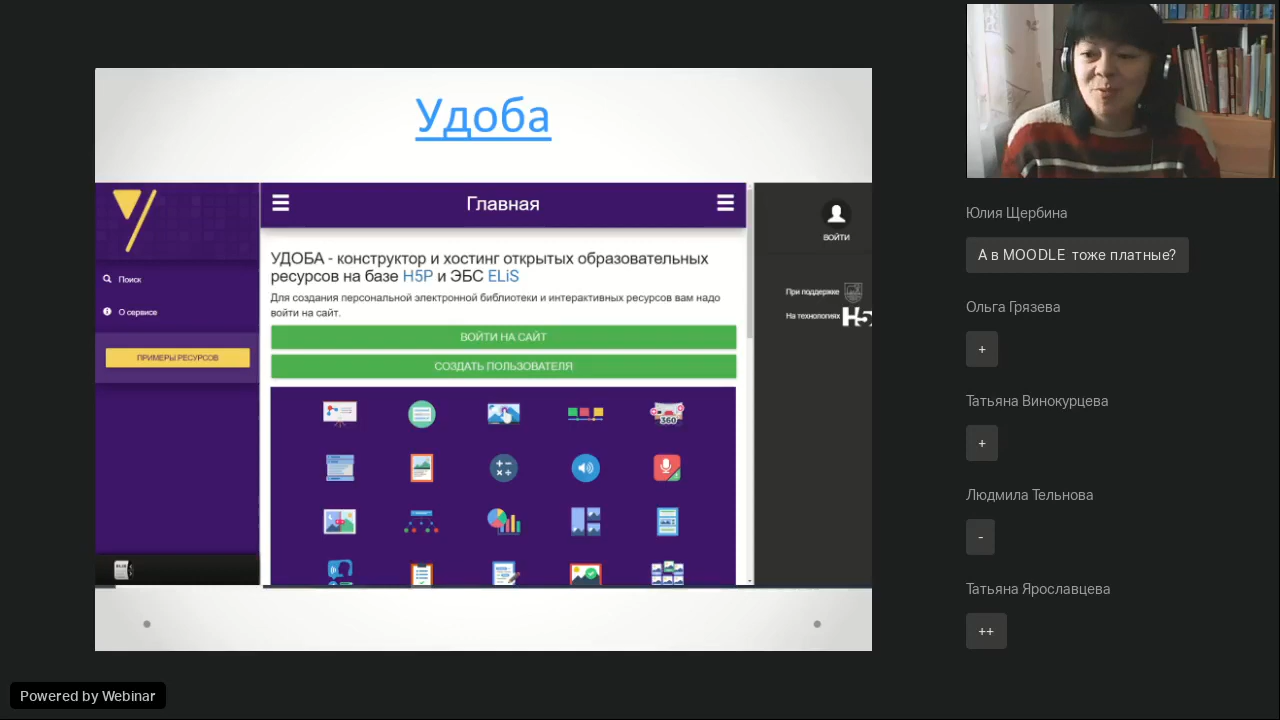 Удоба
Главная
ВОЙТИ
Поиск
О сервисе
ПРИМЕРЫ РЕСУРСОВ
УДОБА - конструктор и хостинг открытых образовательных
ресурсов на базе H5P и ЭБС ELiS
Для создания персональной электронной библиотеки и интерактивных ресурсов вам надо
войти на сайт.
ВОЙТИ НА САЙТ
СОЗДАТЬ ПОЛЬЗОВАТЕЛЯ
360
При поддержке
На технологиях
Юлия Щербина
А в MOODLE тоже платные?
Ольга Грязева
+
Татьяна Винокурцева
+
Людмила Тельнова
-
Татьяна Ярославцева
++
Powered by Webinar